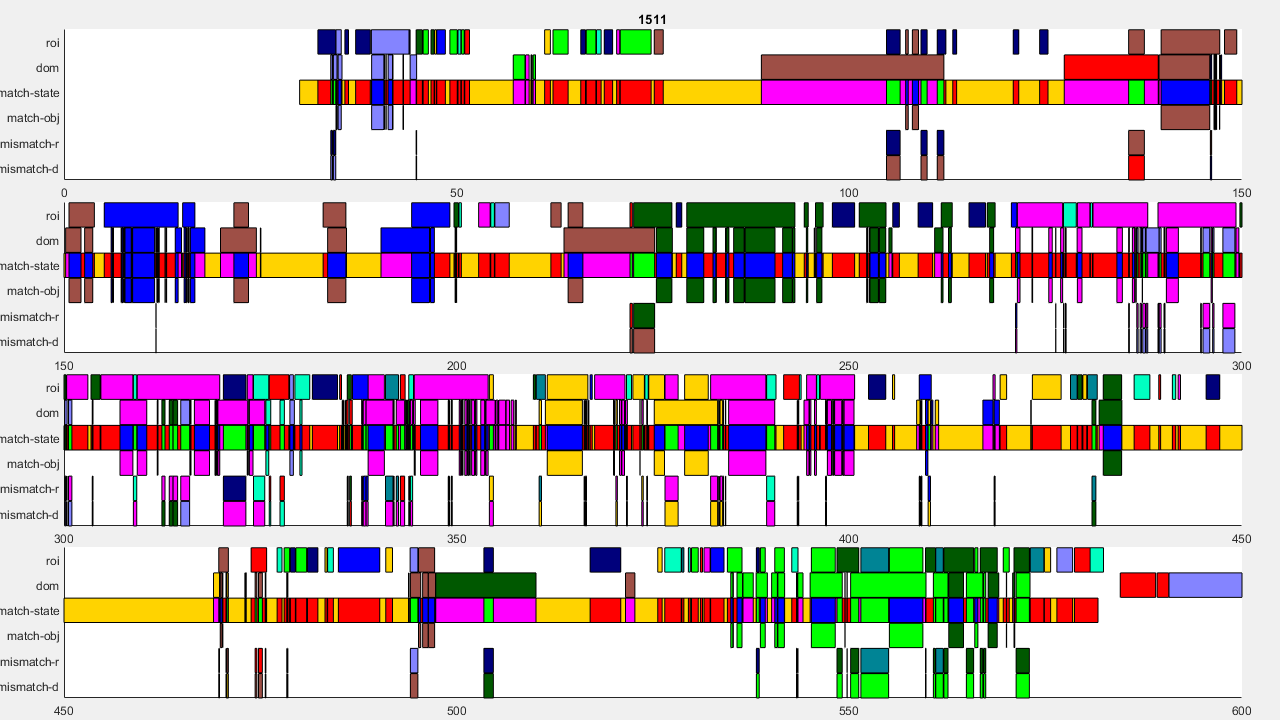 1511
roi
dom
match-state
match-obj
mismatch-r
mismatch-d
0 50 100 150
roi
dom
match-state
match-obj
mismatch-r
mismatch-d
150 200 250 300
roi
dom
match-state
match-obj
mismatch-r
mismatch-d
300 350 400 450
roi
dom
match-state
match-obj
mismatch-r
mismatch-d
450 500 550 600